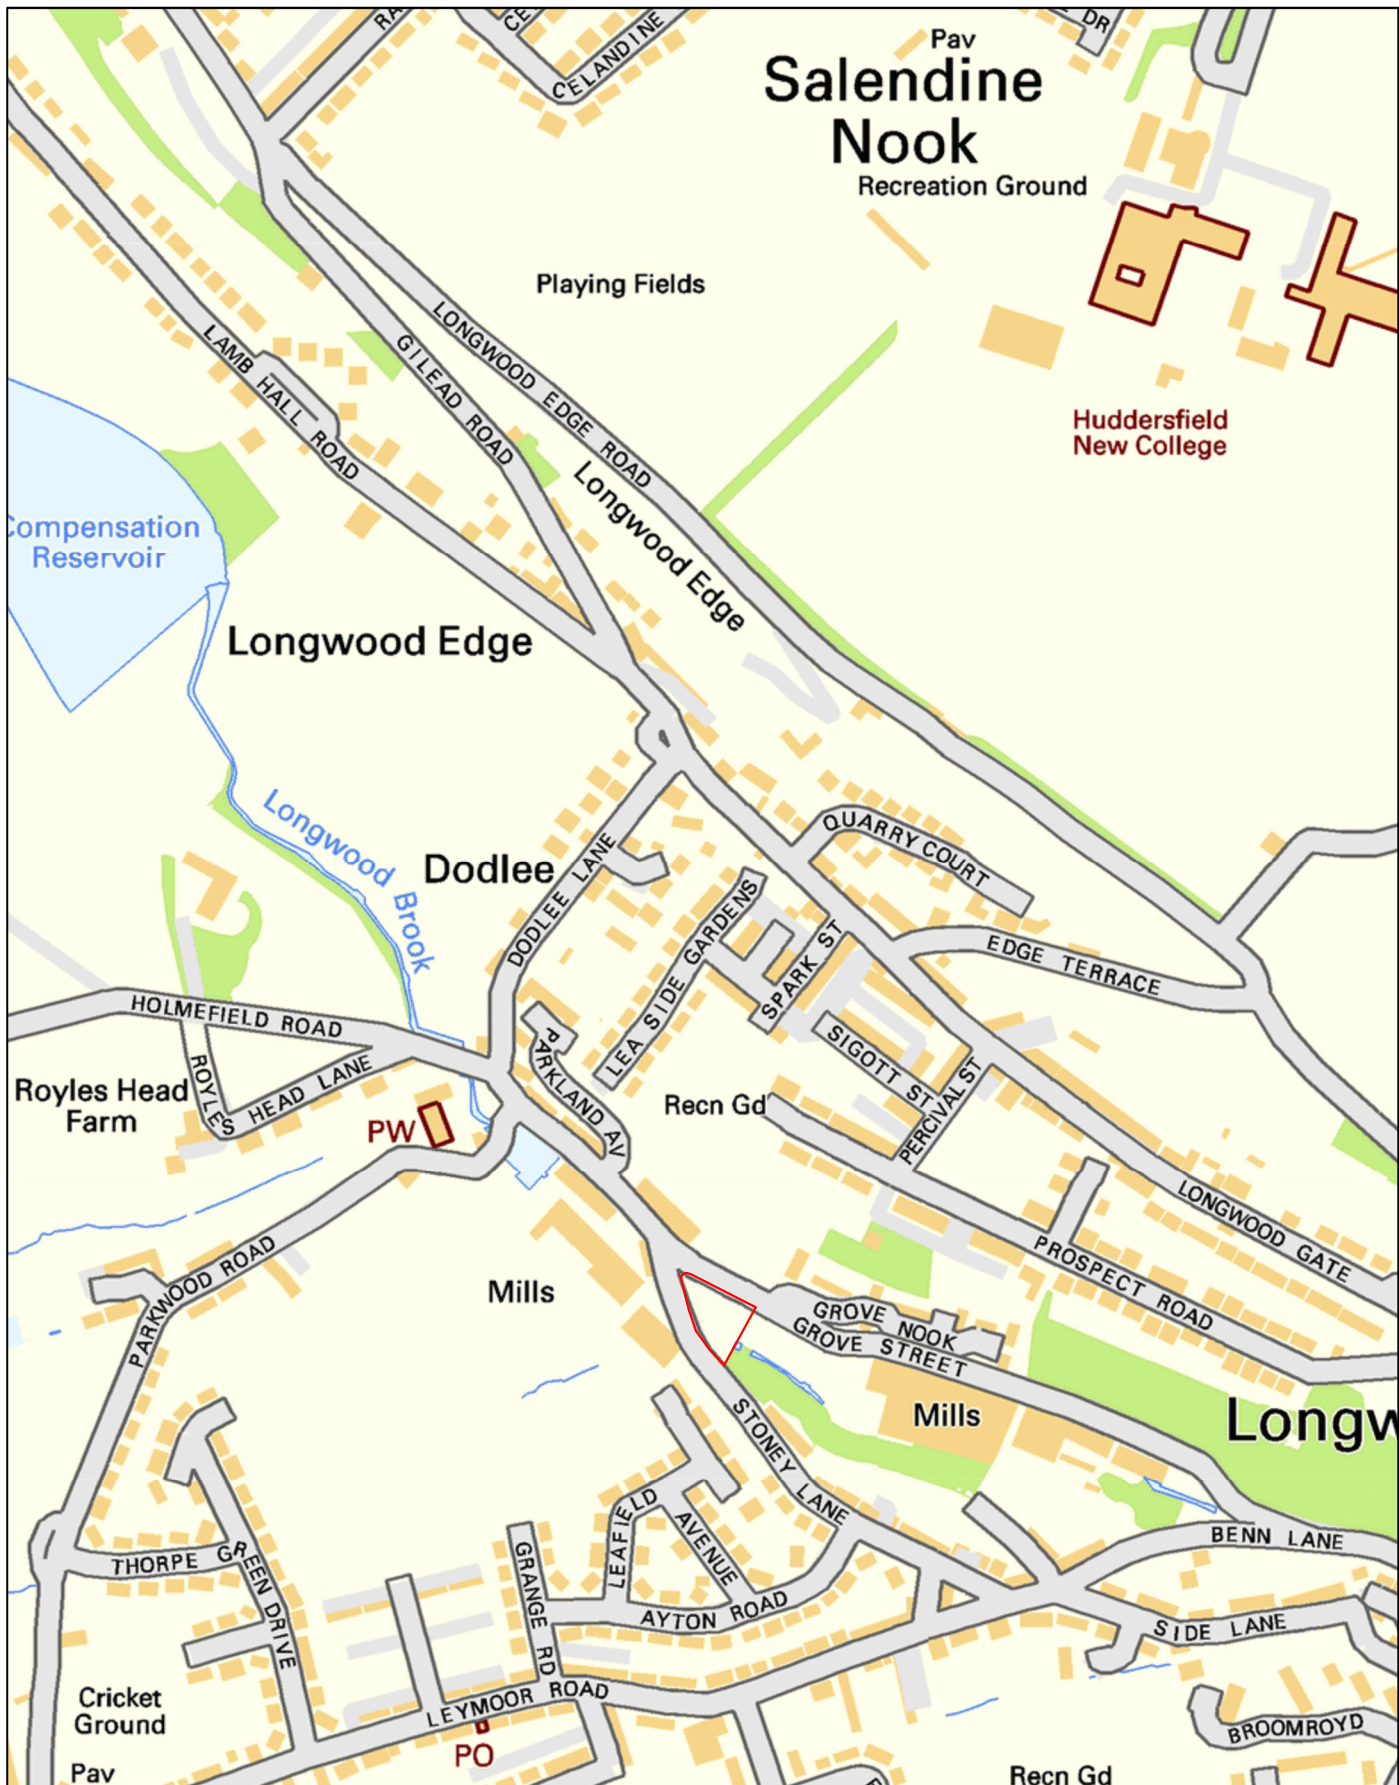 Pav
Salendine
Nook
Recreation Ground
CELANDINE
DR
Playing Fields
LONGWOOD EDGE ROAD
GILEAD ROAD
LAMB HALL ROAD
Huddersfield
New College
Longwood Edge
Compensation
Reservoir
Longwood Edge
Longwood Brook
Dodlee
DODLEE LANE
QUARRY COURT
LEA SIDE GARDENS
SPARK ST
EDGE TERRACE
HOLMEFIELD ROAD
ROYLES HEAD LANE
PARKLAND AV
SIGOTT ST
PERCIVAL ST
Royles Head
Farm
PW
Recn Gd
LONGWOOD GATE
PROSPECT ROAD
PARKWOOD ROAD
Mills
GROVE NOOK
GROVE STREET
Mills
Longw
STONEY LANE
LEAFIELD AVENUE
BENN LANE
THORPE GREEN DRIVE
GRANGE RD
AYTON ROAD
SIDE LANE
Cricket
Ground
LEYMOOR ROAD
PO
BROOMROYD
Pav
Recn Gd